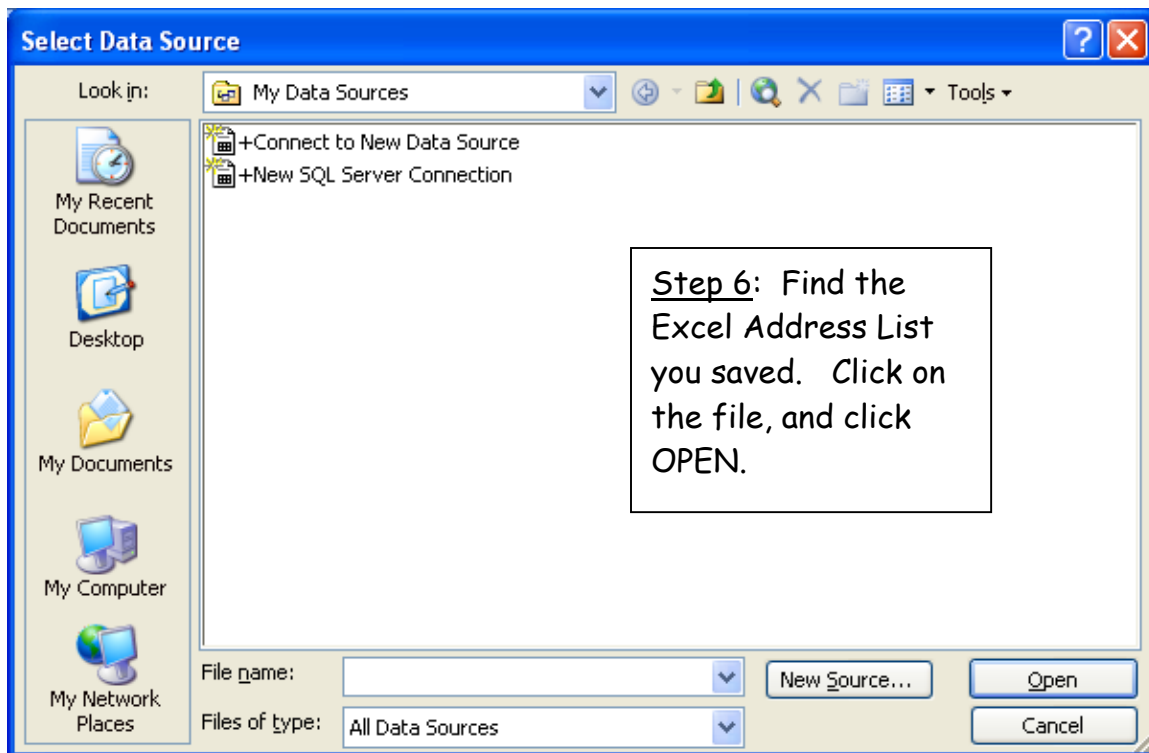 Select Data Source
Look in:
My Data Sources
Tools
+Connect to New Data Source
+New SQL Server Connection
My Recent
Documents
Desktop
My Documents
My Computer
My Network
Places
Step 6:  Find the
Excel Address List
you saved.   Click on
the file, and click
OPEN.
File name:
New Source...
Open
Files of type:
All Data Sources
Cancel